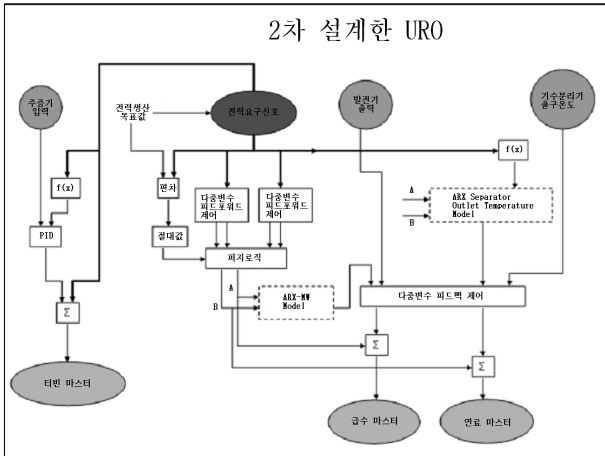 2차 설계한 URO
주증기
압력
전력생산
목표값
전력요구신호
발전기
출력
기수분리기
출구온도
f(x)
f(x)
편차
다중변수
피드포워드
제어
다중변수
피드포워드
제어
A
B
ARX Separator
Outlet Temperature
Model
PID
절대값
퍼지로직
A
B
ARX-MW
Model
다중변수 피드백 제어
Σ
Σ
Σ
터빈 마스터
급수 마스터
연료 마스터